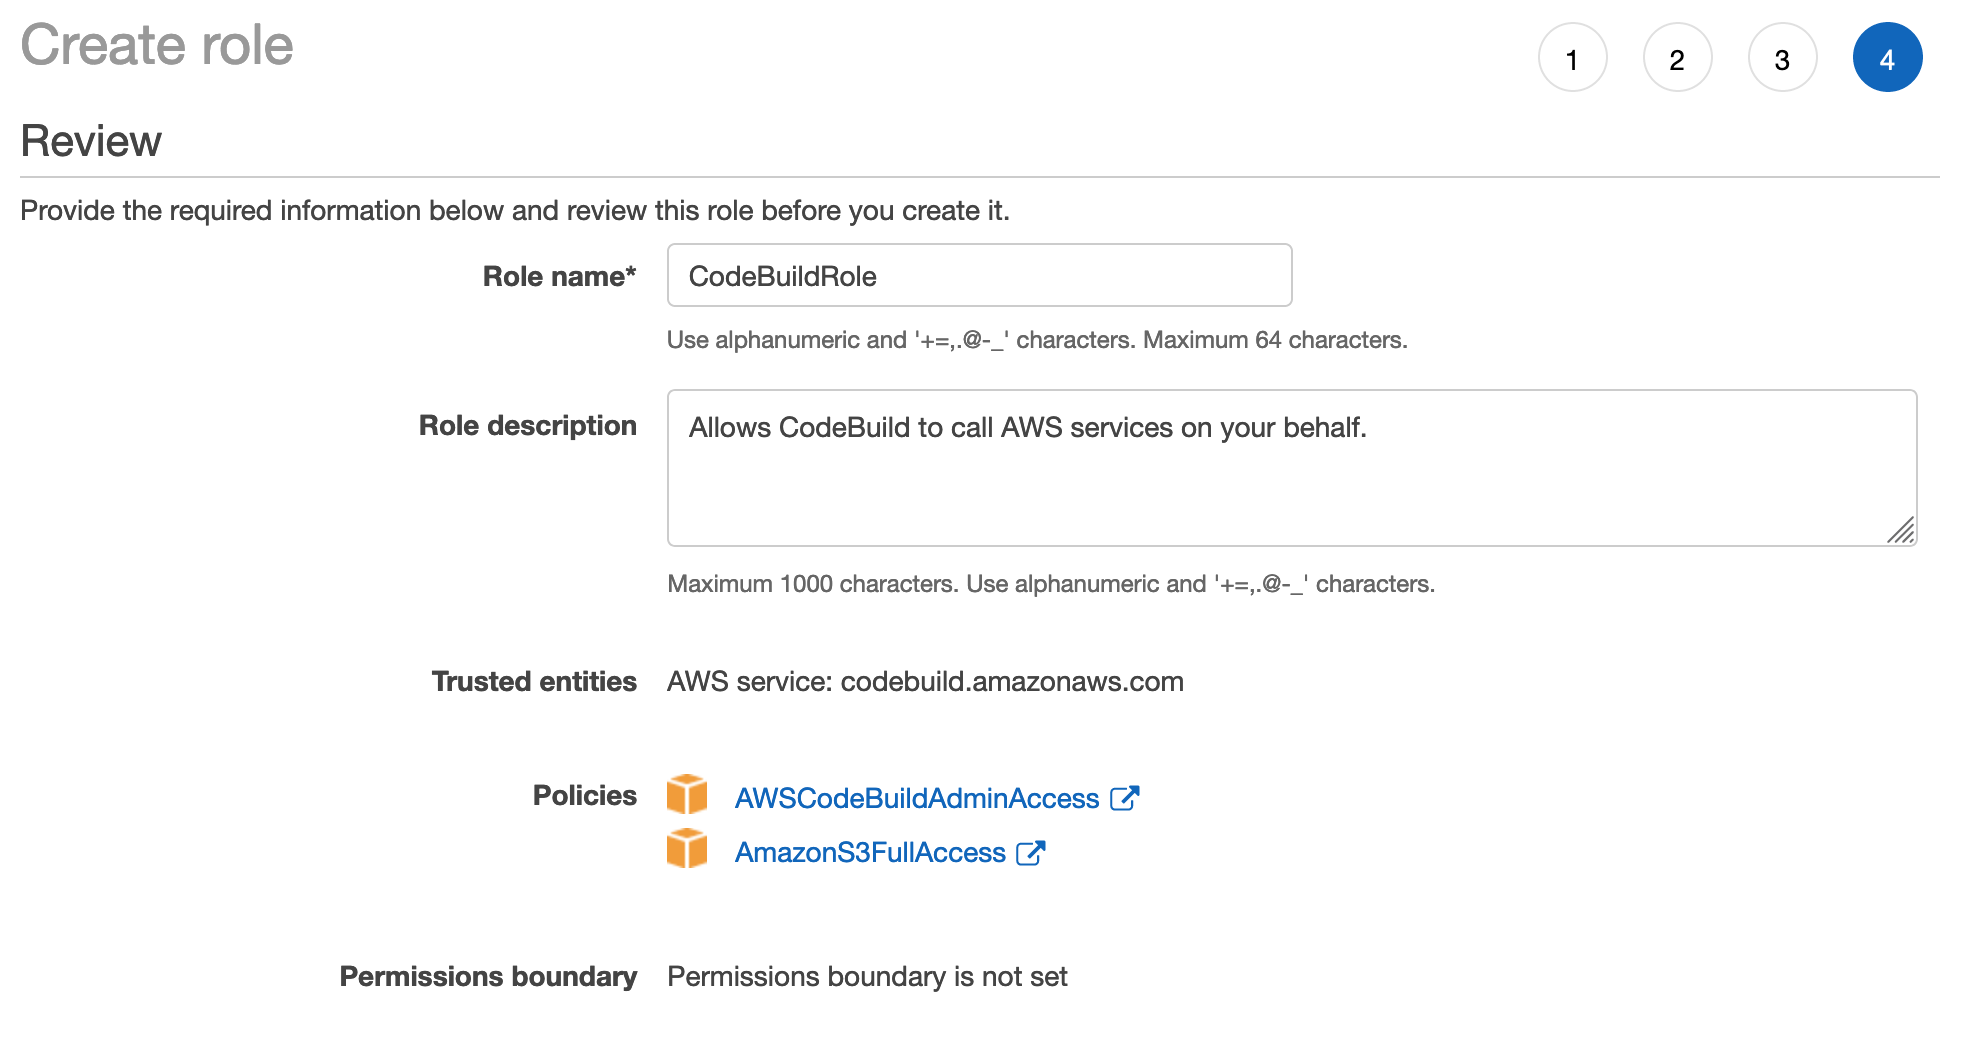 Create role
1 2 3 4
Review
Provide the required information below and review this role before you create it.
Role name* CodeBuildRole
Use alphanumeric and '+=,.@-_' characters. Maximum 64 characters.
Role description Allows CodeBuild to call AWS services on your behalf.
Maximum 1000 characters. Use alphanumeric and '+=,.@-_' characters.
Trusted entities AWS service: codebuild.amazonaws.com
Policies AWSCodeBuildAdminAccess
AmazonS3FullAccess
Permissions boundary Permissions boundary is not set